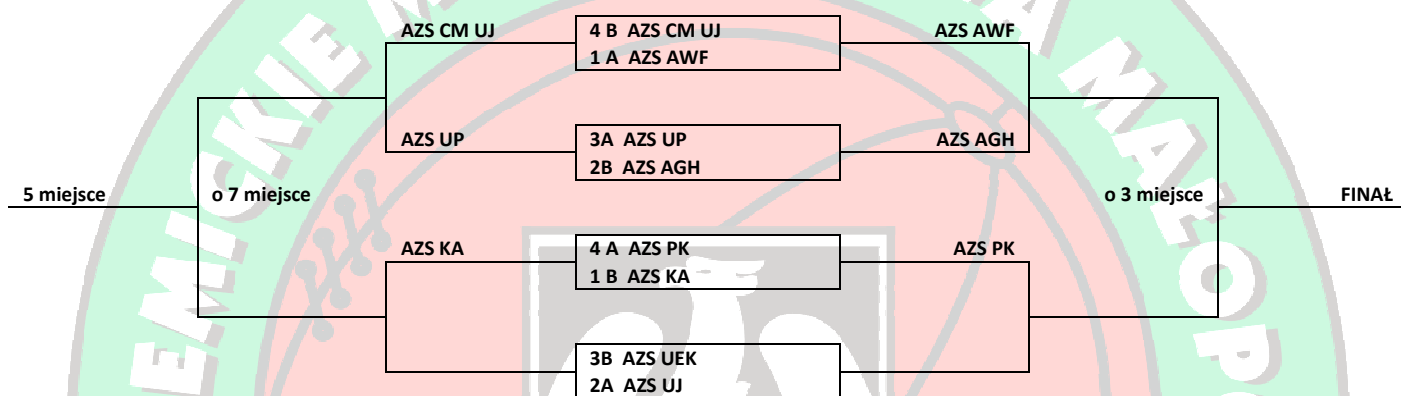 AZS CM UJ 4 B AZS CM UJ AZS AWF
1 A AZS AWF
AZS UP 3A AZS UP AZS AGH
2B AZS AGH
5 miejsce o 7 miejsce o 3 miejsce FINAŁ
AZS KA 4 A AZS PK AZS PK
1 B AZS KA
3B AZS UEK
2A AZS UJ